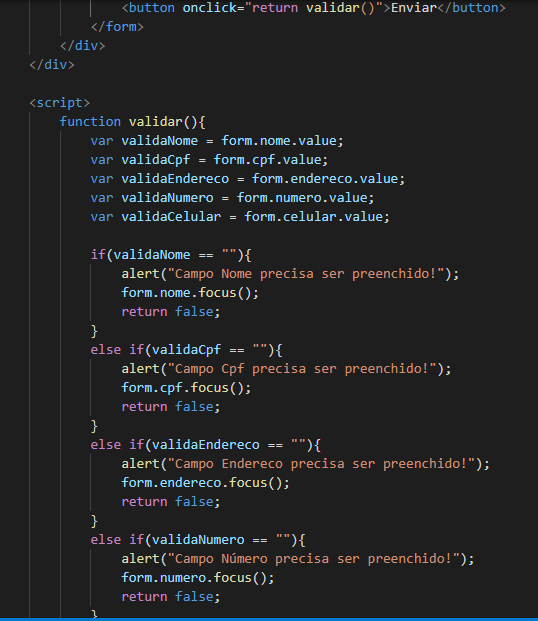 <button onclick="return validar()">Enviar</button>
</form>
</div>
</div>
<script>
function validar(){
var validaNome = form.nome.value;
var validaCpf = form.cpf.value;
var validaEndereco = form.endereco.value;
var validaNumero = form.numero.value;
var validaCelular = form.celular.value;
if(validaNome == ""){
alert("Campo Nome precisa ser preenchido!");
form.nome.focus();
return false;
}
else if(validaCpf == ""){
alert("Campo Cpf precisa ser preenchido!");
form.cpf.focus();
return false;
}
else if(validaEndereco == ""){
alert("Campo Endereco precisa ser preenchido!");
form.endereco.focus();
return false;
}
else if(validaNumero == ""){
alert("Campo Número precisa ser preenchido!");
form.numero.focus();
return false;
}